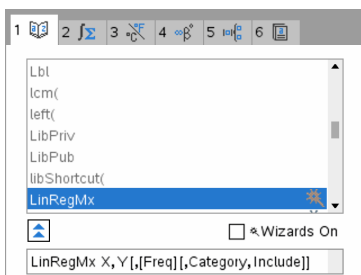 1 2 ∫Σ 3 °C°F 4 ∞β° 5 6
Lbl
lcm(
left(
LibPriv
LibPub
libShortcut(
LinRegMx
Wizards On
LinRegMx X,Y[,[Freq][,Category,Include]]